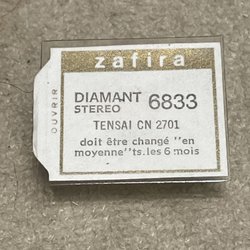 zafira
OUVRIR
DIAMANT 6833
STEREO
TENSAI CN 2701
doit être changé "en
moyenne"ts.les 6 mois